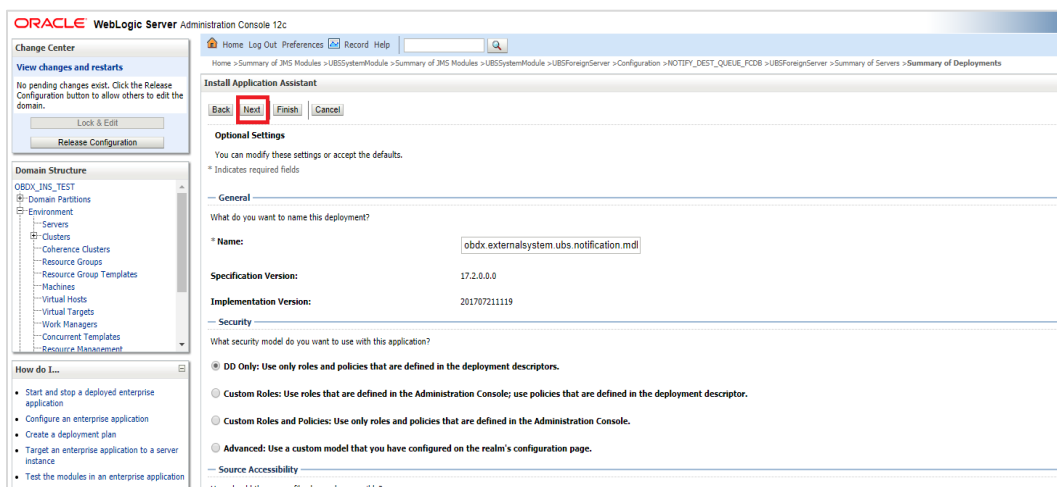 ORACLE WebLogic Server Administration Console 12c
Change Center
View changes and restarts
No pending changes exist. Click the Release
Configuration button to allow others to edit the
domain.
Lock & Edit
Release Configuration
Domain Structure
OBDX_INS_TEST
Domain Partitions
Environment
Servers
Clusters
Coherence Clusters
Resource Groups
Resource Group Templates
Machines
Virtual Hosts
Virtual Targets
Work Managers
Concurrent Templates
Resource Management
How do I...
Start and stop a deployed enterprise
application
Configure an enterprise application
Create a deployment plan
Target an enterprise application to a server
instance
Test the modules in an enterprise application
Home Log Out Preferences Record Help
Home >Summary of JMS Modules >UBSSystemModule >Summary of JMS Modules >UBSSystemModule >UBSForeignServer >Configuration >NOTIFY_DEST_QUEUE_FCDB >UBSForeignServer >Summary of Servers >Summary of Deployments
Install Application Assistant
Back Next Finish Cancel
Optional Settings
You can modify these settings or accept the defaults.
* Indicates required fields
General
What do you want to name this deployment?
* Name: obdx.externalsystem.ubs.notification.mdl
Specification Version: 17.2.0.0.0
Implementation Version: 201707211119
Security
What security model do you want to use with this application?
DD Only: Use only roles and policies that are defined in the deployment descriptors.
Custom Roles: Use roles that are defined in the Administration Console; use policies that are defined in the deployment descriptor.
Custom Roles and Policies: Use only roles and policies that are defined in the Administration Console.
Advanced: Use a custom model that you have configured on the realm's configuration page.
Source Accessibility